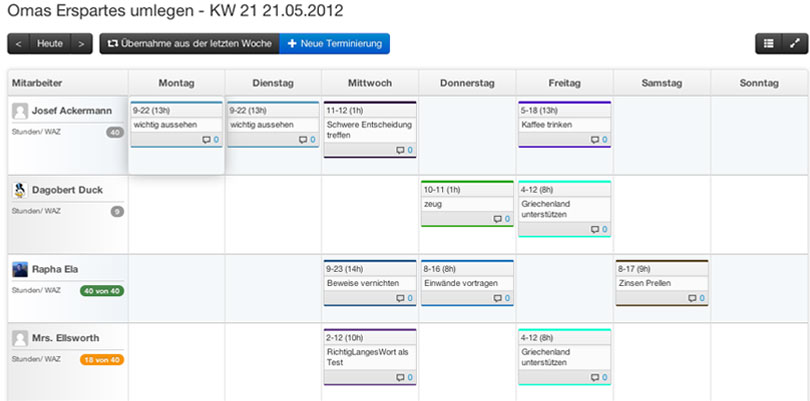 Omas Erspartes umlegen - KW 21 21.05.2012
< Heute > Übernahme aus der letzten Woche + Neue Terminierung
Mitarbeiter Montag Dienstag Mittwoch Donnerstag Freitag Samstag Sonntag
Josef Ackermann
Stunden/ WAZ 40
9-22 (13h)
wichtig aussehen
0
9-22 (13h)
wichtig aussehen
0
11-12 (1h)
Schwere Entscheidung
treffen
0
5-18 (13h)
Kaffee trinken
0
Dagobert Duck
Stunden/ WAZ 9
10-11 (1h)
zeug
0
4-12 (8h)
Griechenland
unterstützen
0
Rapha Ela
Stunden/ WAZ 40 von 40
9-23 (14h)
Beweise vernichten
0
8-16 (8h)
Einwände vortragen
0
8-17 (9h)
Zinsen Prellen
0
Mrs. Ellsworth
Stunden/ WAZ 18 von 40
2-12 (10h)
RichtigLangesWort als
Test
0
4-12 (8h)
Griechenland
unterstützen
0